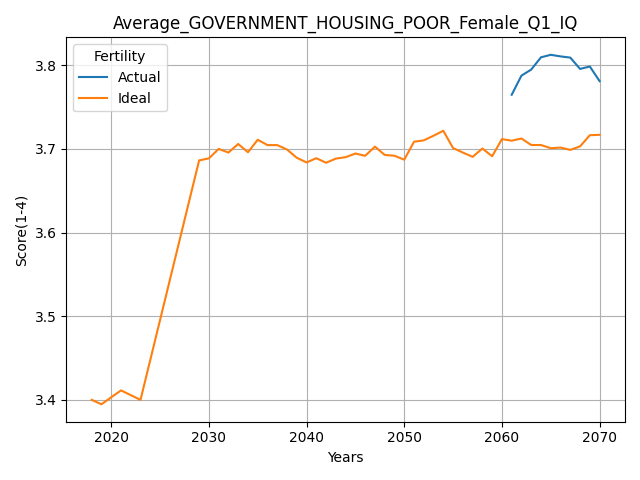 Average_GOVERNMENT_HOUSING_POOR_Female_Q1_IQ
Fertility
Actual
Ideal
Score(1-4)
3.8
3.7
3.6
3.5
3.4
2020 2030 2040 2050 2060 2070
Years